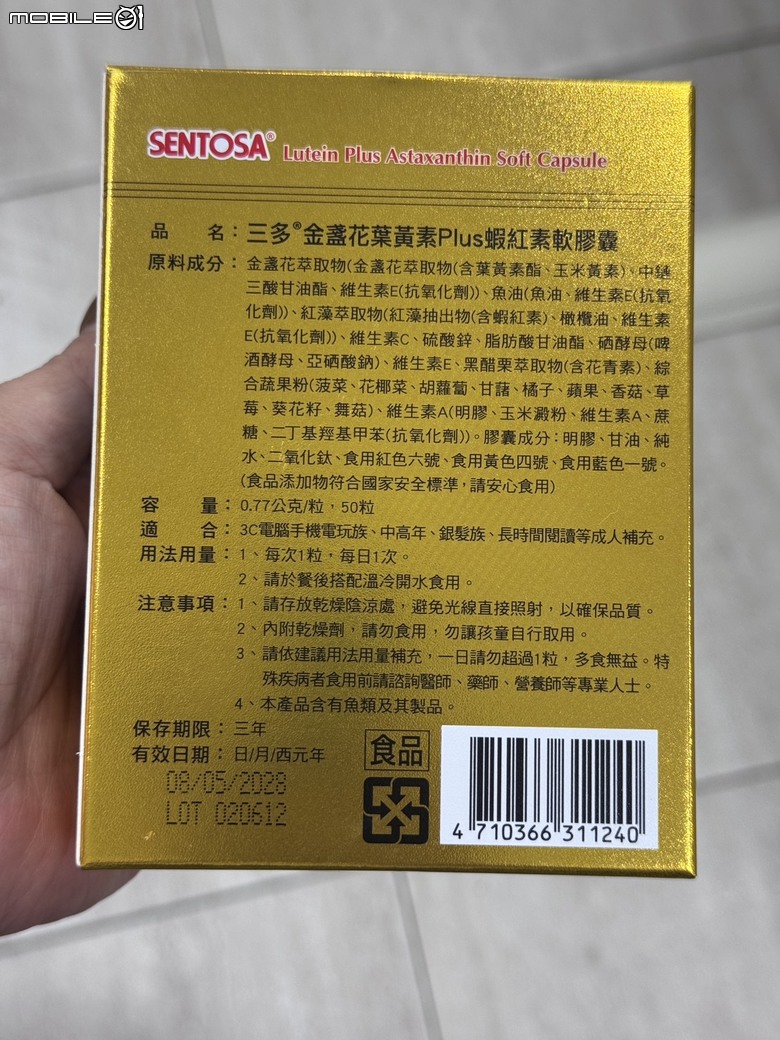 MOBILE01
SENTOSA® Lutein Plus Astaxanthin Soft Capsule
品　名：三多®金盞花葉黃素Plus蝦紅素軟膠囊
原料成分：金盞花萃取物(金盞花萃取物(含葉黃素酯、玉米黃素)、中鏈
三酸甘油酯、維生素E(抗氧化劑))、魚油(魚油、維生素E(抗氧
化劑))、紅藻萃取物(紅藻抽出物(含蝦紅素)、橄欖油、維生素
E(抗氧化劑))、維生素C、硫酸鋅、脂肪酸甘油酯、硒酵母(啤
酒酵母、亞硒酸鈉)、維生素E、黑醋栗萃取物(含花青素)、綜
合蔬果粉(菠菜、花椰菜、胡蘿蔔、甘藷、橘子、蘋果、香菇、草
莓、葵花籽、舞菇)、維生素A(明膠、玉米澱粉、維生素A、蔗
糖、二丁基羥基甲苯(抗氧化劑))。膠囊成分：明膠、甘油、純
水、二氧化鈦、食用紅色六號、食用黃色四號、食用藍色一號。
(食品添加物符合國家安全標準，請安心食用)
容　量：0.77公克/粒，50粒
適　合：3C電腦手機電玩族、中高年、銀髮族、長時間閱讀等成人補充。
用法用量：1、每次1粒，每日1次。
2、請於餐後搭配溫冷開水食用。
注意事項：1、請存放乾燥陰涼處，避免光線直接照射，以確保品質。
2、內附乾燥劑，請勿食用，勿讓孩童自行取用。
3、請依建議用法用量補充，一日請勿超過1粒，多食無益。特
殊疾病者食用前請諮詢醫師、藥師、營養師等專業人士。
4、本產品含有魚類及其製品。
保存期限：三年
有效日期：日/月/西元年
08/05/2028
LOT 020612
食品
4 710366 311240